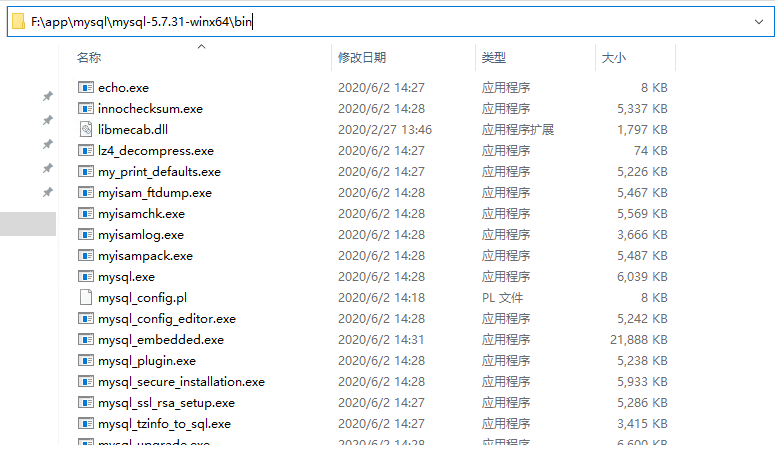 F:\app\mysql\mysql-5.7.31-winx64\bin
名称 修改日期 类型 大小
echo.exe 2020/6/2 14:27 应用程序 8 KB
innochecksum.exe 2020/6/2 14:28 应用程序 5,337 KB
libmecab.dll 2020/2/27 13:46 应用程序扩展 1,797 KB
lz4_decompress.exe 2020/6/2 14:27 应用程序 74 KB
my_print_defaults.exe 2020/6/2 14:27 应用程序 5,226 KB
myisam_ftdump.exe 2020/6/2 14:28 应用程序 5,467 KB
myisamchk.exe 2020/6/2 14:28 应用程序 5,569 KB
myisamlog.exe 2020/6/2 14:28 应用程序 3,666 KB
myisampack.exe 2020/6/2 14:28 应用程序 5,487 KB
mysql.exe 2020/6/2 14:28 应用程序 6,039 KB
mysql_config.pl 2020/6/2 14:18 PL 文件 8 KB
mysql_config_editor.exe 2020/6/2 14:28 应用程序 5,242 KB
mysql_embedded.exe 2020/6/2 14:31 应用程序 21,888 KB
mysql_plugin.exe 2020/6/2 14:28 应用程序 5,238 KB
mysql_secure_installation.exe 2020/6/2 14:28 应用程序 5,933 KB
mysql_ssl_rsa_setup.exe 2020/6/2 14:27 应用程序 5,286 KB
mysql_tzinfo_to_sql.exe 2020/6/2 14:27 应用程序 3,415 KB
mysql_upgrade.exe 2020/6/2 14:28 应用程序 6,600 KB